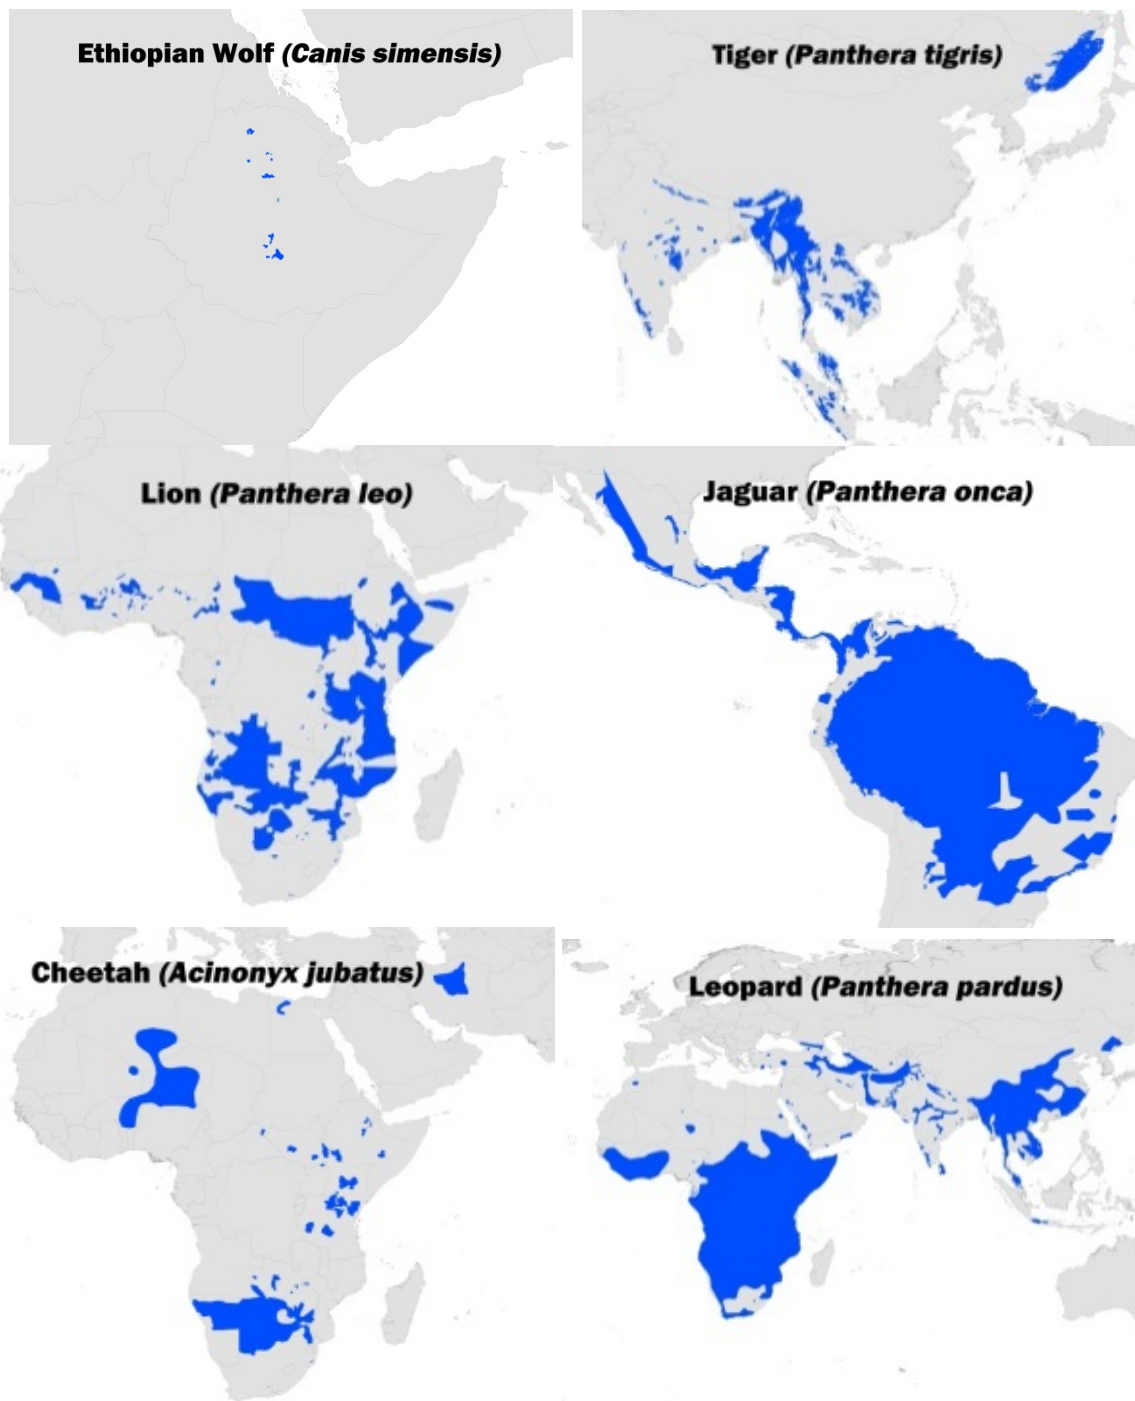 Ethiopian Wolf (Canis simensis)
Tiger (Panthera tigris)
Lion (Panthera leo)
Jaguar (Panthera onca)
Cheetah (Acinonyx jubatus)
Leopard (Panthera pardus)